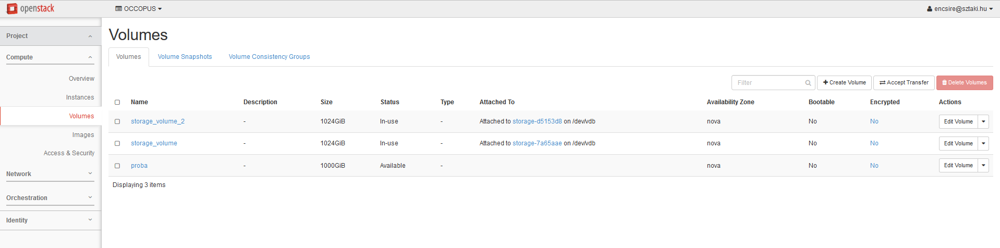 openstack OCCOPUS encsire@sztaki.hu
Project
Compute
Overview
Instances
Volumes
Images
Access & Security
Network
Orchestration
Identity
Volumes
Volumes Volume Snapshots Volume Consistency Groups
Filter Create Volume Accept Transfer Delete Volumes
Name Description Size Status Type Attached To Availability Zone Bootable Encrypted Actions
storage_volume_2 - 1024GiB In-use - Attached to storage-d5153d8 on /dev/vdb nova No No Edit Volume
storage_volume - 1024GiB In-use - Attached to storage-7a65aae on /dev/vdb nova No No Edit Volume
proba - 1000GiB Available - nova No No Edit Volume
Displaying 3 items